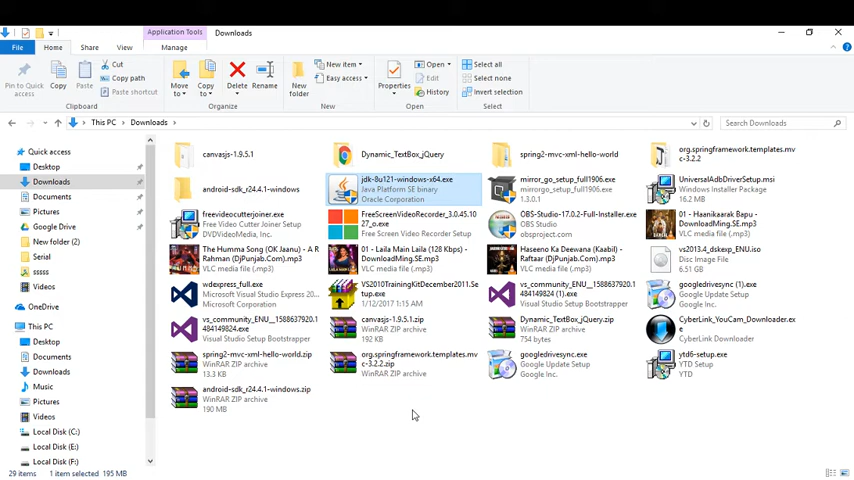 Application Tools
Downloads
File
Home
Share
View
Manage
Pin to Quick access
Copy
Paste
Cut
Copy path
Paste shortcut
Clipboard
Move to
Copy to
Delete
Rename
Organize
New folder
New item
Easy access
New
Properties
Open
Edit
History
Open
Select all
Select none
Invert selection
Select
This PC
Downloads
Search Downloads
Quick access
Desktop
Downloads
Documents
Pictures
Google Drive
New folder (2)
Serial
sssss
Videos
OneDrive
This PC
Desktop
Documents
Downloads
Music
Pictures
Videos
Local Disk (C:)
Local Disk (E:)
Local Disk (F:)
canvasjs-1.9.5.1
Dynamic_TextBox_jQuery
spring2-mvc-xml-hello-world
org.springframework.templates.mv
c-3.2.2
android-sdk_r24.4.1-windows
jdk-8u121-windows-x64.exe
Java Platform SE binary
Oracle Corporation
mirror_go_setup_full1906.exe
mirrorgo_setup_full1906
1.3.0.1
UniversalAdbDriverSetup.msi
Windows Installer Package
16.2 MB
freevideocutterjoiner.exe
Free Video Cutter Setup
DVDVideoMedia, Inc.
FreeScreenVideoRecorder_3.0.45.10
27_o.exe
Free Screen Video Recorder Setup
OBS-Studio-17.0.2-Full-Installer.exe
OBS Studio
obsproject.com
01 - Haanikaarak Bapu -
DownloadMing.SE.mp3
VLC media file (.mp3)
The Humma Song (OK Jaanu) - A R
Rahman (DjPunjab.Com).mp3
VLC media file (.mp3)
01 - Laila Main Laila (128 Kbps) -
DownloadMing.SE.mp3
VLC media file (.mp3)
Haseeno Ka Deewana (Kaabil) -
Raftaar (DjPunjab.Com).mp3
VLC media file (.mp3)
vs2013.4_dskexp_ENU.iso
Disc Image File
6.51 GB
wdexpress_full.exe
Microsoft Visual Studio Express 20...
Microsoft Corporation
VS2010TrainingKitDecember2011.Se
tup.exe
1/12/2017 1:15 AM
vs_community_ENU__1588637920.1
484149824 (1).exe
Visual Studio Setup Bootstrapper
googledrivesync (1).exe
Google Update Setup
Google Inc.
vs_community_ENU__1588637920.1
484149824.exe
Visual Studio Setup Bootstrapper
canvasjs-1.9.5.1.zip
WinRAR ZIP archive
192 KB
Dynamic_TextBox_jQuery.zip
WinRAR ZIP archive
754 bytes
CyberLink_YouCam_Downloader.ex
e
CyberLink Downloader
spring2-mvc-xml-hello-world.zip
WinRAR ZIP archive
13.3 KB
org.springframework.templates.mv
c-3.2.2.zip
WinRAR ZIP archive
googledrivesync.exe
Google Update Setup
Google Inc.
ytd6-setup.exe
YTD Setup
YTD
android-sdk_r24.4.1-windows.zip
WinRAR ZIP archive
190 MB
29 items
1 item selected 195 MB